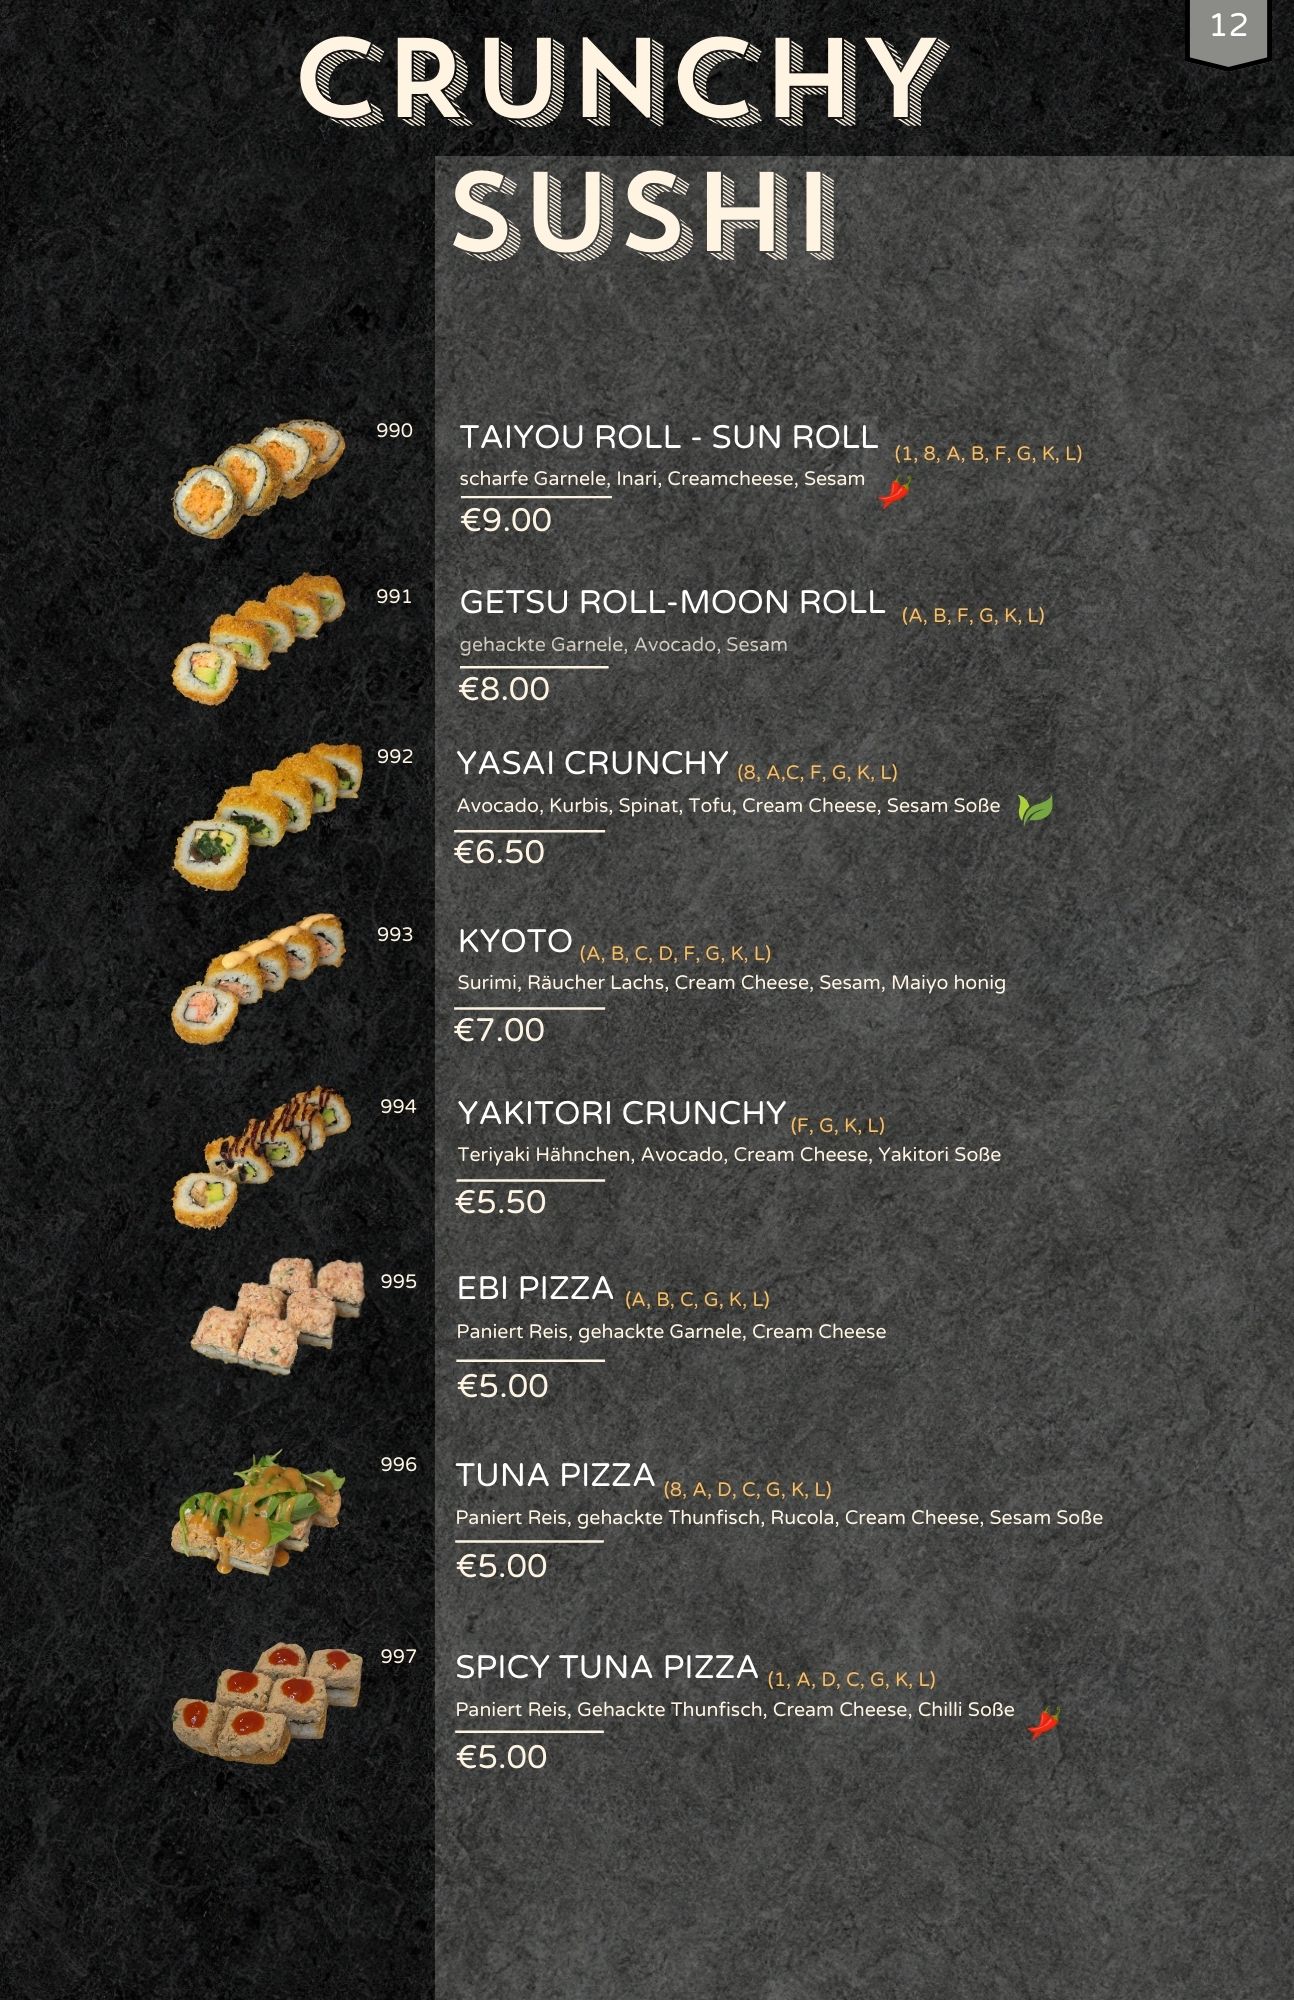 12
CRUNCHY
SUSHI
990
TAIYOU ROLL - SUN ROLL (1, 8, A, B, F, G, K, L)
scharfe Garnele, Inari, Creamcheese, Sesam
€9.00
991
GETSU ROLL-MOON ROLL (A, B, F, G, K, L)
gehackte Garnele, Avocado, Sesam
€8.00
992
YASAI CRUNCHY (8, A,C, F, G, K, L)
Avocado, Kurbis, Spinat, Tofu, Cream Cheese, Sesam Soße
€6.50
993
KYOTO (A, B, C, D, F, G, K, L)
Surimi, Räucher Lachs, Cream Cheese, Sesam, Maiyo honig
€7.00
994
YAKITORI CRUNCHY (F, G, K, L)
Teriyaki Hähnchen, Avocado, Cream Cheese, Yakitori Soße
€5.50
995
EBI PIZZA (A, B, C, G, K, L)
Paniert Reis, gehackte Garnele, Cream Cheese
€5.00
996
TUNA PIZZA (8, A, D, C, G, K, L)
Paniert Reis, gehackte Thunfisch, Rucola, Cream Cheese, Sesam Soße
€5.00
997
SPICY TUNA PIZZA (1, A, D, C, G, K, L)
Paniert Reis, Gehackte Thunfisch, Cream Cheese, Chilli Soße
€5.00